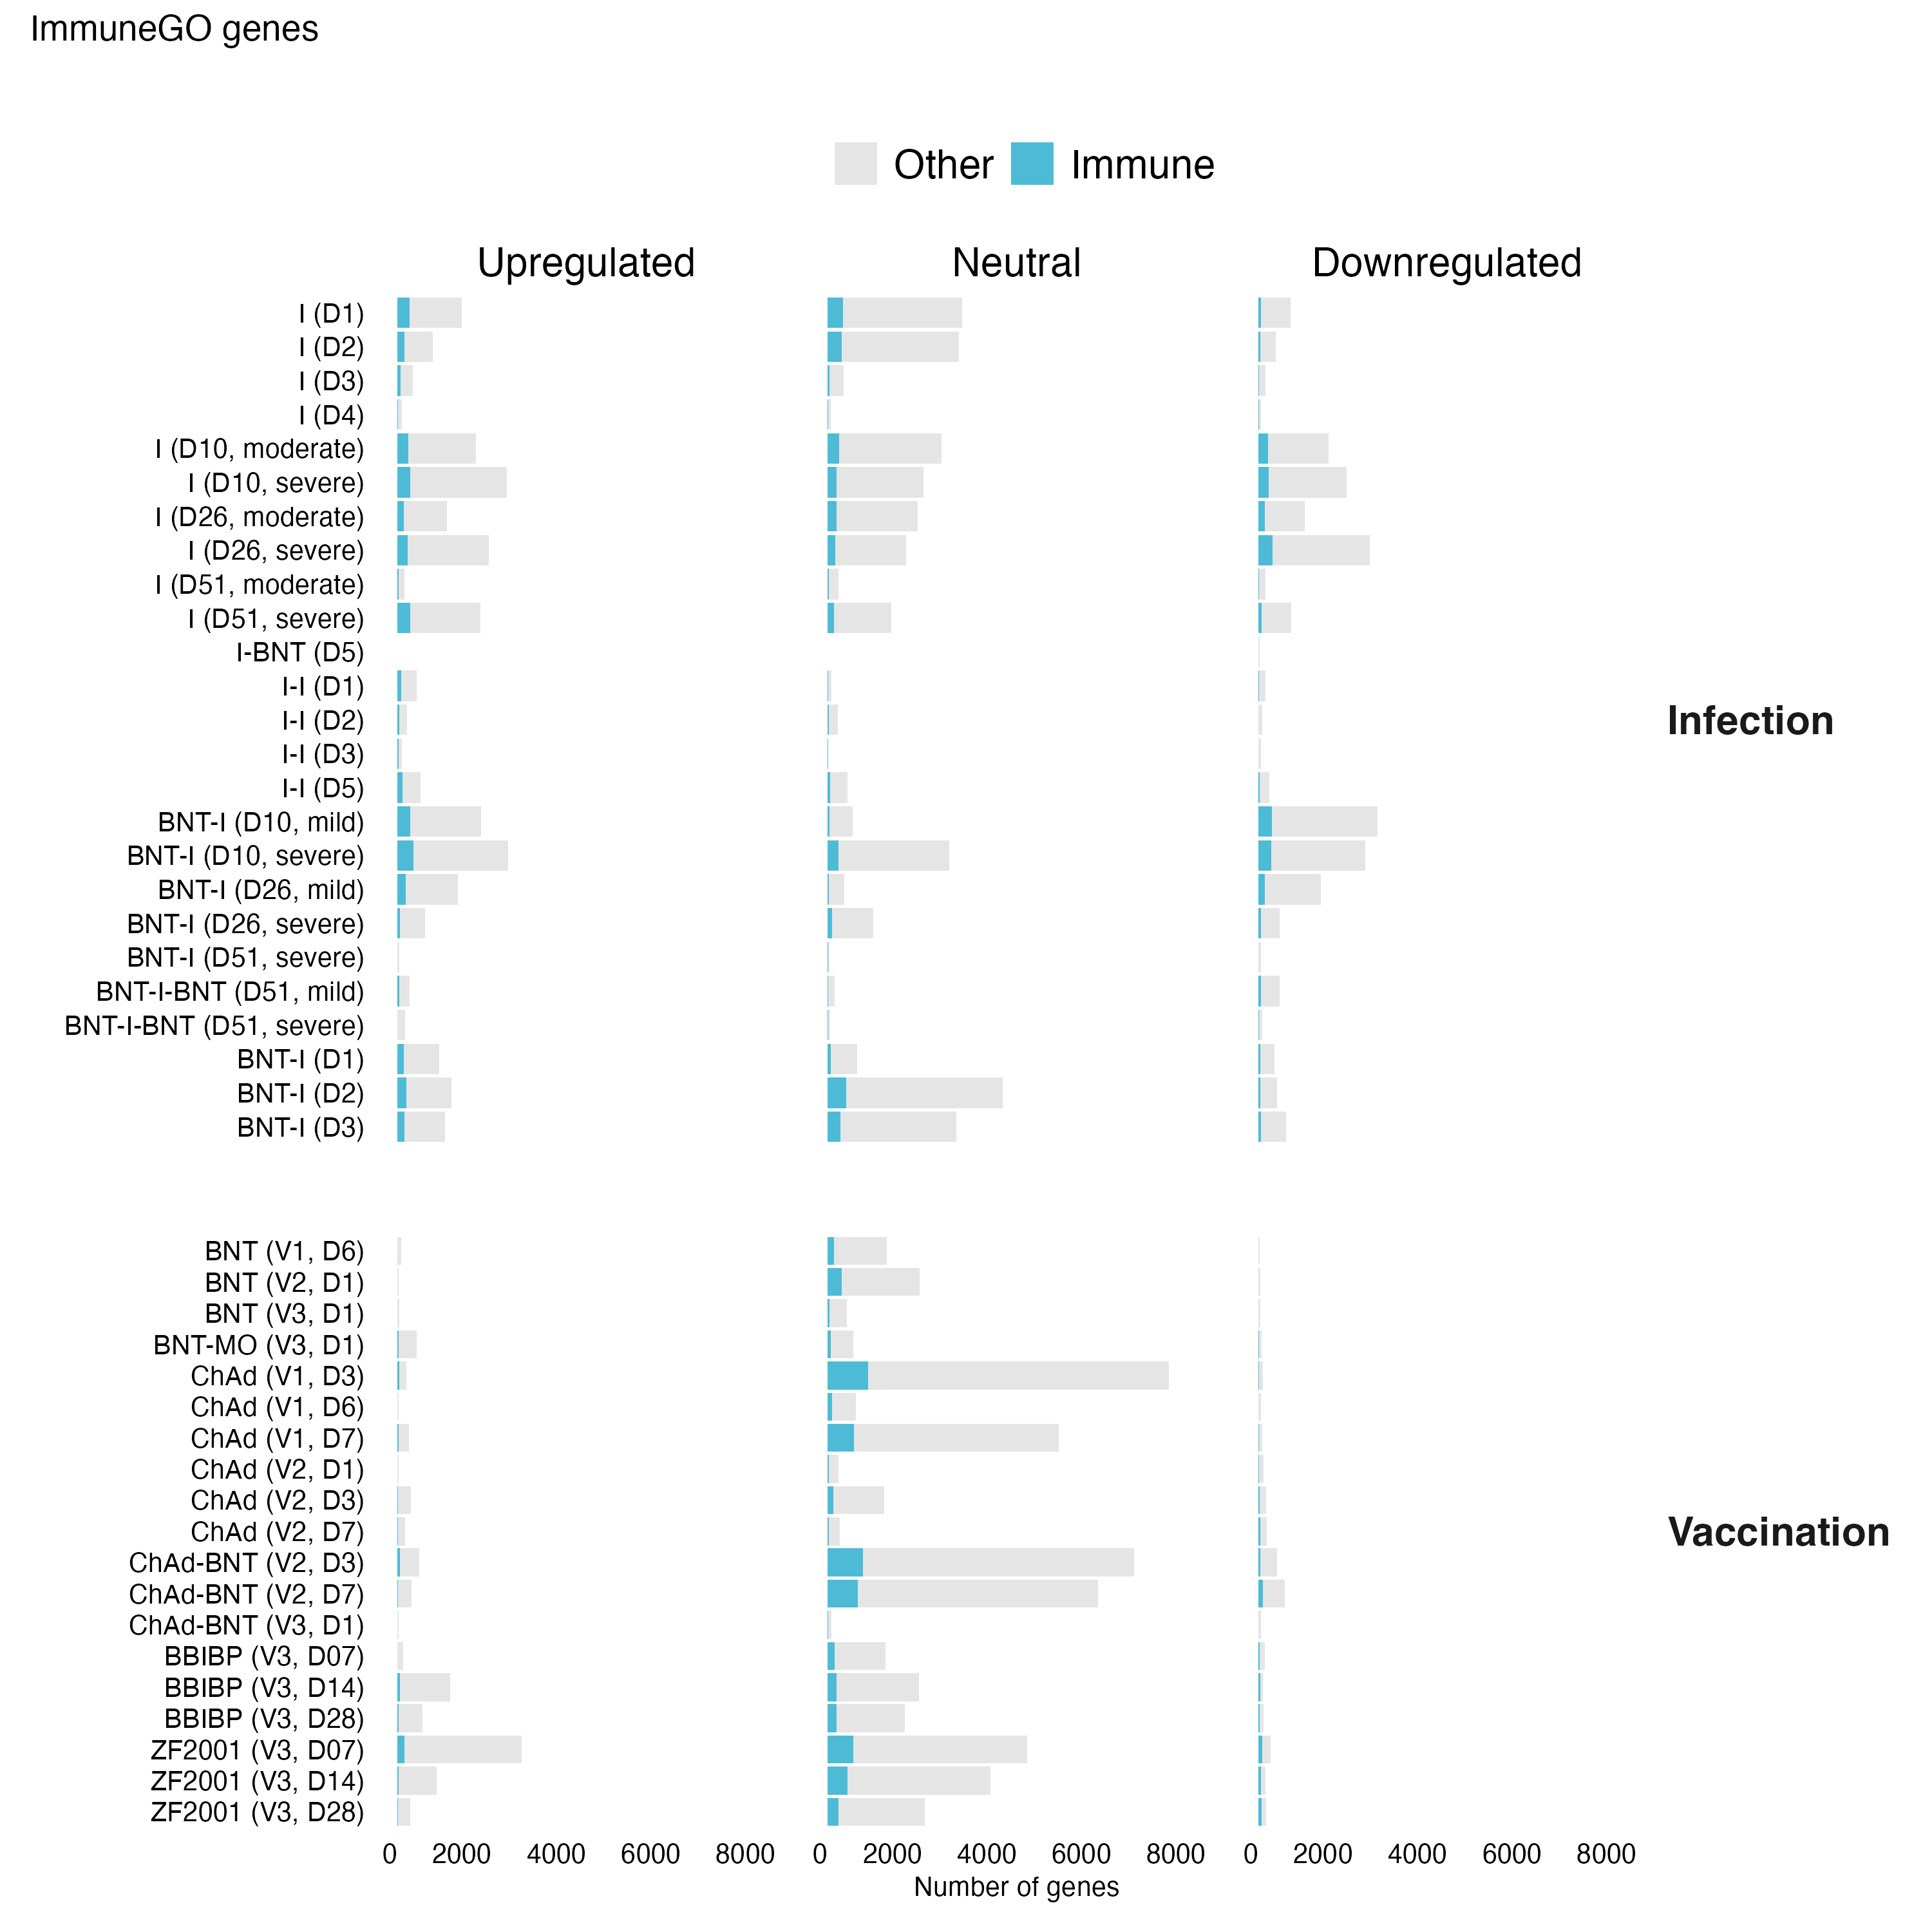 ImmuneGO genes
Other Immune
Upregulated Neutral Downregulated
I (D1)
I (D2)
I (D3)
I (D4)
I (D10, moderate)
I (D10, severe)
I (D26, moderate)
I (D26, severe)
I (D51, moderate)
I (D51, severe)
I-BNT (D5)
I-I (D1)
I-I (D2)
I-I (D3)
I-I (D5)
BNT-I (D10, mild)
BNT-I (D10, severe)
BNT-I (D26, mild)
BNT-I (D26, severe)
BNT-I (D51, severe)
BNT-I-BNT (D51, mild)
BNT-I-BNT (D51, severe)
BNT-I (D1)
BNT-I (D2)
BNT-I (D3)
Infection
BNT (V1, D6)
BNT (V2, D1)
BNT (V3, D1)
BNT-MO (V3, D1)
ChAd (V1, D3)
ChAd (V1, D6)
ChAd (V1, D7)
ChAd (V2, D1)
ChAd (V2, D3)
ChAd (V2, D7)
ChAd-BNT (V2, D3)
ChAd-BNT (V2, D7)
ChAd-BNT (V3, D1)
BBIBP (V3, D07)
BBIBP (V3, D14)
BBIBP (V3, D28)
ZF2001 (V3, D07)
ZF2001 (V3, D14)
ZF2001 (V3, D28)
Vaccination
0 2000 4000 6000 8000 0 2000 4000 6000 8000 0 2000 4000 6000 8000
Number of genes